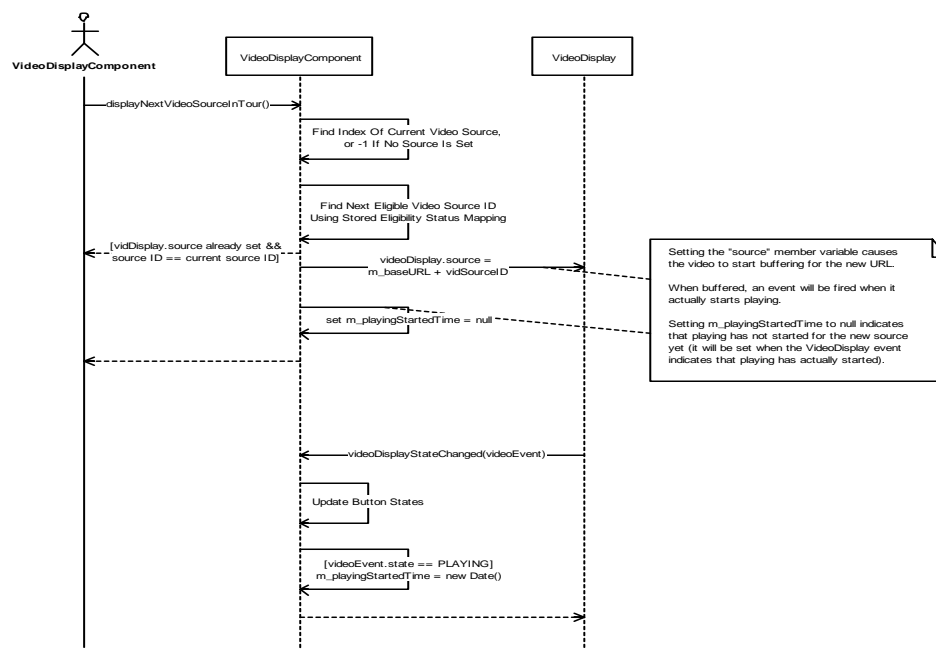 VideoDisplayComponent
VideoDisplayComponent
VideoDisplay
displayNextVideoSourceInTour()
Find Index Of Current Video Source,
or -1 If No Source Is Set
Find Next Eligible Video Source ID
Using Stored Eligibility Status Mapping
[vidDisplay.source already set &&
source ID == current source ID]
videoDisplay.source =
m_baseURL + vidSourceID
Setting the "source" member variable causes
the video to start buffering for the new URL.
When buffered, an event will be fired when it
actually starts playing.
Setting m_playingStartedTime to null indicates
that playing has not started for the new source
yet (it will be set when the VideoDisplay event
indicates that playing has actually started).
set m_playingStartedTime = null
videoDisplayStateChanged(videoEvent)
Update Button States
[videoEvent.state == PLAYING]
m_playingStartedTime = new Date()